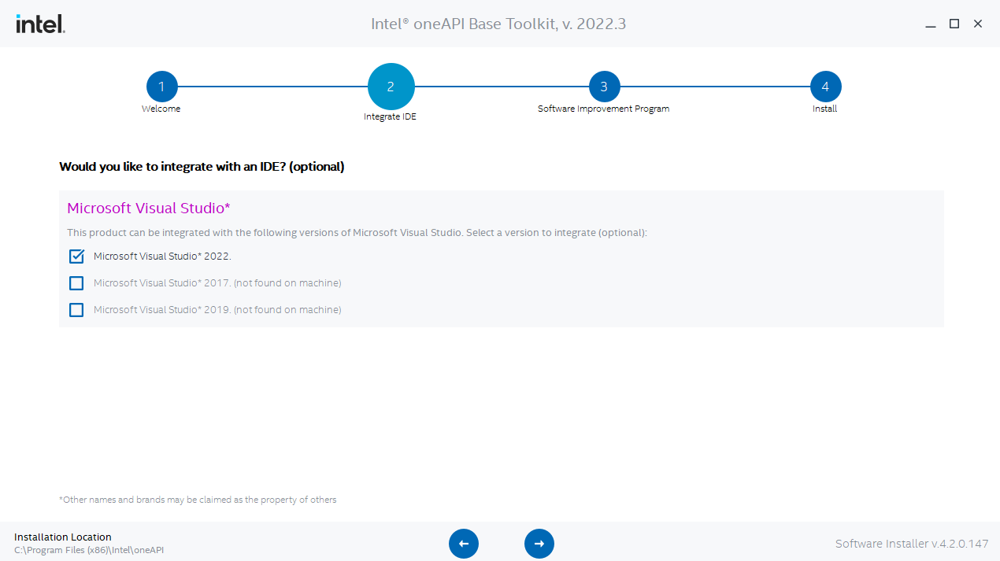 intel.
Intel® oneAPI Base Toolkit, v. 2022.3
1
2
3
4
Welcome
Integrate IDE
Software Improvement Program
Install
Would you like to integrate with an IDE? (optional)
Microsoft Visual Studio*
This product can be integrated with the following versions of Microsoft Visual Studio. Select a version to integrate (optional):
Microsoft Visual Studio* 2022.
Microsoft Visual Studio* 2017. (not found on machine)
Microsoft Visual Studio* 2019. (not found on machine)
*Other names and brands may be claimed as the property of others
Installation Location
C:\Program Files (x86)\Intel\oneAPI
Software Installer v.4.2.0.147